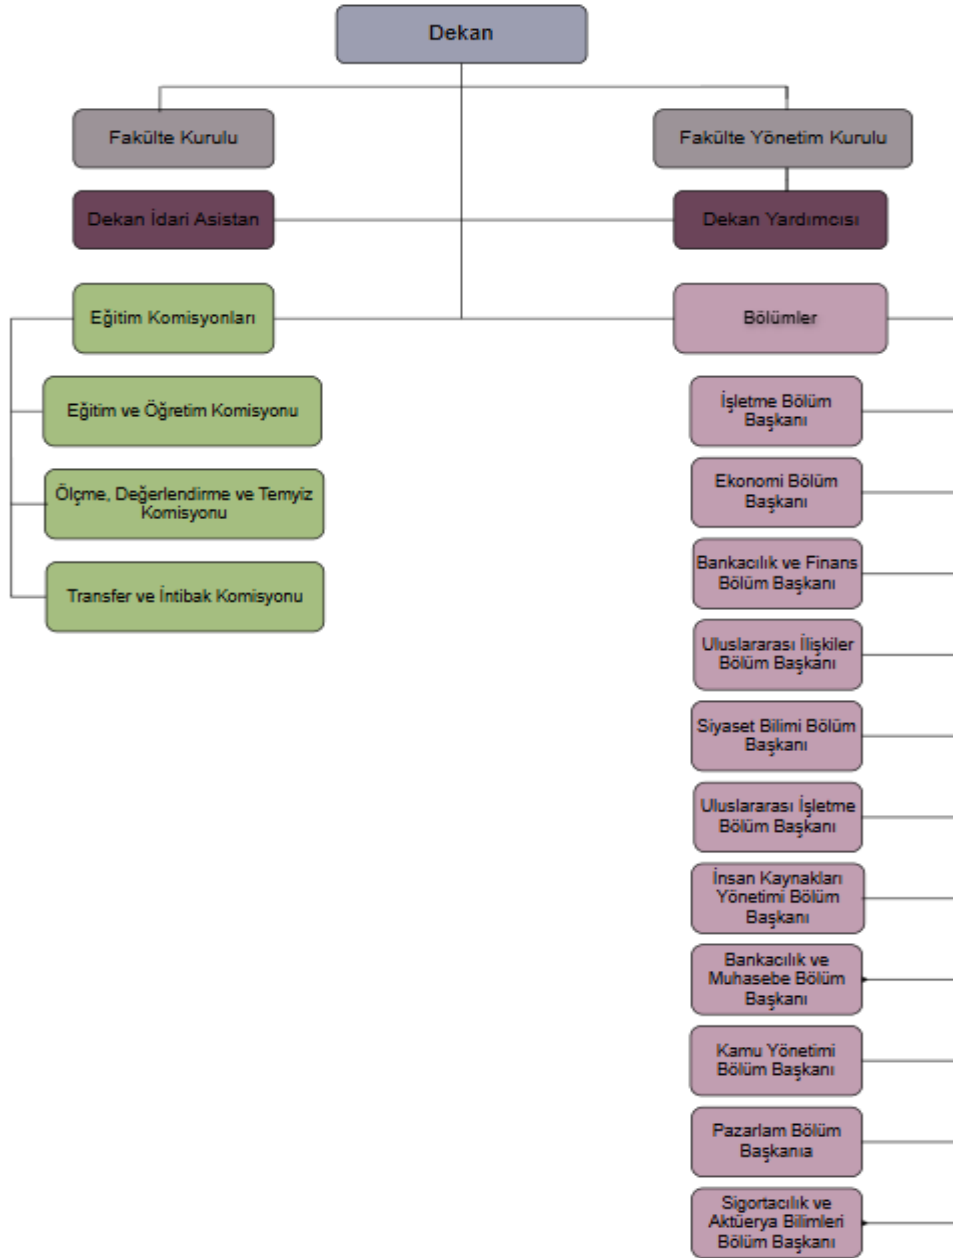 Dekan
Fakülte Kurulu
Fakülte Yönetim Kurulu
Dekan İdari Asistan
Dekan Yardımcısı
Eğitim Komisyonları
Bölümler
Eğitim ve Öğretim Komisyonu
Ölçme, Değerlendirme ve Temyiz
Komisyonu
Transfer ve İntibak Komisyonu
İşletme Bölüm
Başkanı
Ekonomi Bölüm
Başkanı
Bankacılık ve Finans
Bölüm Başkanı
Uluslararası İlişkiler
Bölüm Başkanı
Siyaset Bilimi Bölüm
Başkanı
Uluslararası İşletme
Bölüm Başkanı
İnsan Kaynakları
Yönetimi Bölüm
Başkanı
Bankacılık ve
Muhasebe Bölüm
Başkanı
Kamu Yönetimi
Bölüm Başkanı
Pazarlam Bölüm
Başkanıa
Sigortacılık ve
Aktüerya Bilimleri
Bölüm Başkanı